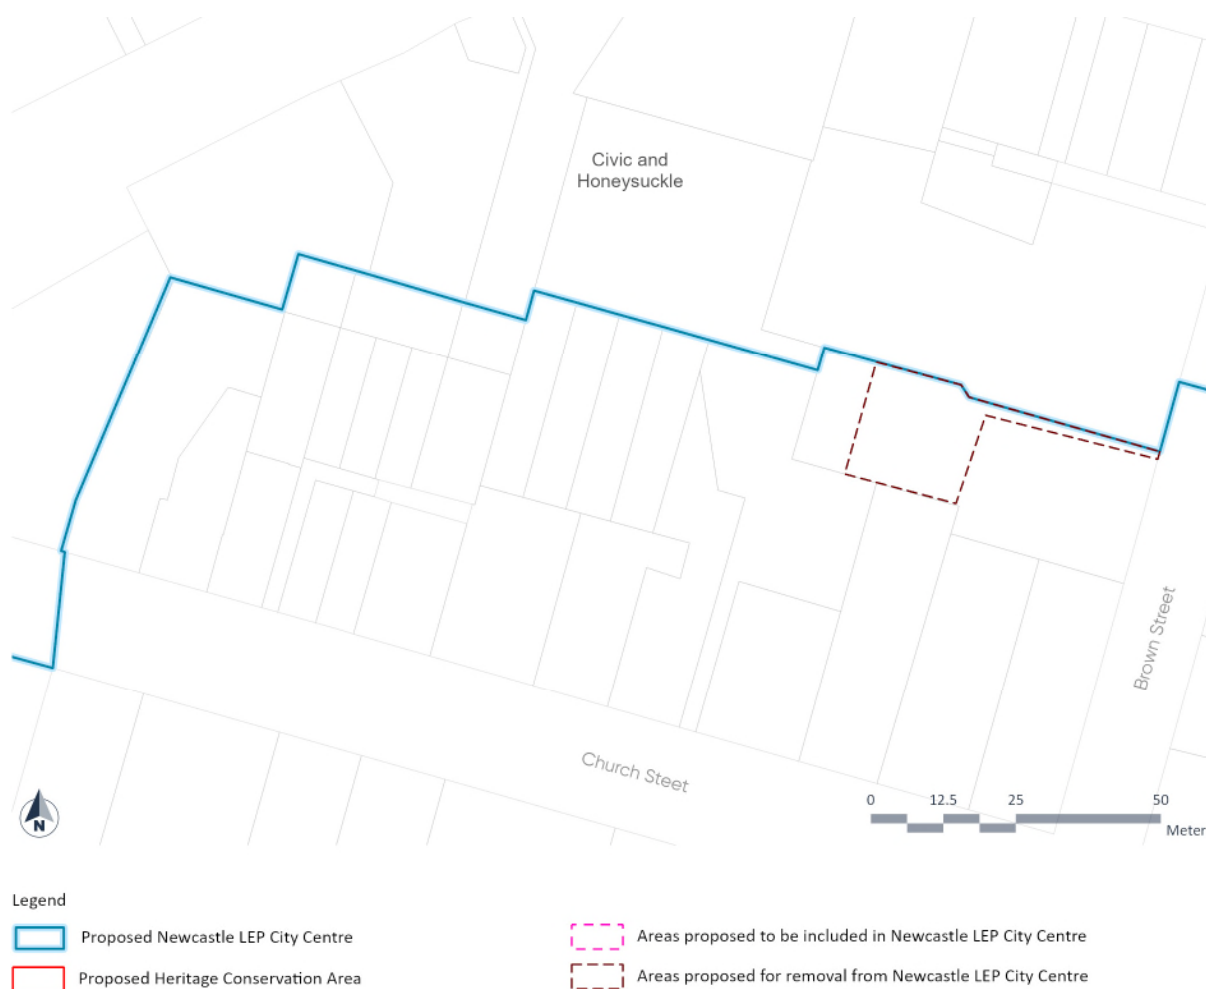 Civic and
Honeysuckle
Brown Street
Church Steet
N
0 12.5 25 50
Meter
Legend
Proposed Newcastle LEP City Centre
Areas proposed to be included in Newcastle LEP City Centre
Proposed Heritage Conservation Area
Areas proposed for removal from Newcastle LEP City Centre